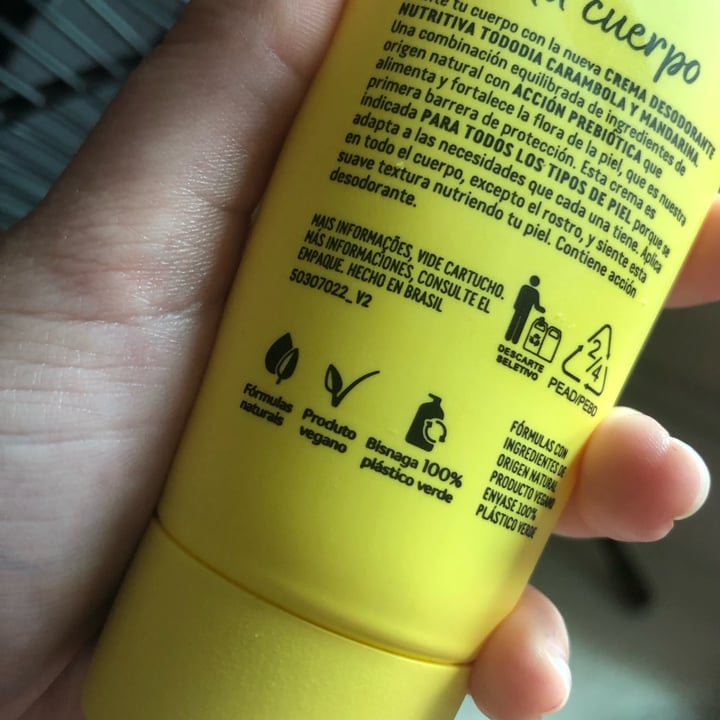 cuerpo
tu cuerpo con la nueva CREMA DESODORANTE
NUTRITIVA TODODIA CARAMBOLA Y MANDARINA.
Una combinación equilibrada de ingredientes de
origen natural con ACCIÓN PREBIÓTICA que
alimenta y fortalece la flora de la piel, que es nuestra
primera barrera de protección. Esta crema es
indicada PARA TODOS LOS TIPOS DE PIEL porque se
adapta a las necesidades que cada una tiene. Aplica
en todo el cuerpo, excepto el rostro, y siente esta
suave textura nutriendo tu piel. Contiene acción
desodorante.
MAIS INFORMAÇÕES, VIDE CARTUCHO.
MÁS INFORMACIONES, CONSULTE EL
EMPAQUE. HECHO EN BRASIL
50307022_V2
DESCARTE
SELETIVO
2/4
PEAD/PEBD
Fórmulas
naturais
Produto
vegano
Bisnaga 100%
plástico verde
FÓRMULAS CON
INGREDIENTES DE
ORIGEN NATURAL
PRODUCTO VEGANO
ENVASE 100%
PLÁSTICO VERDE